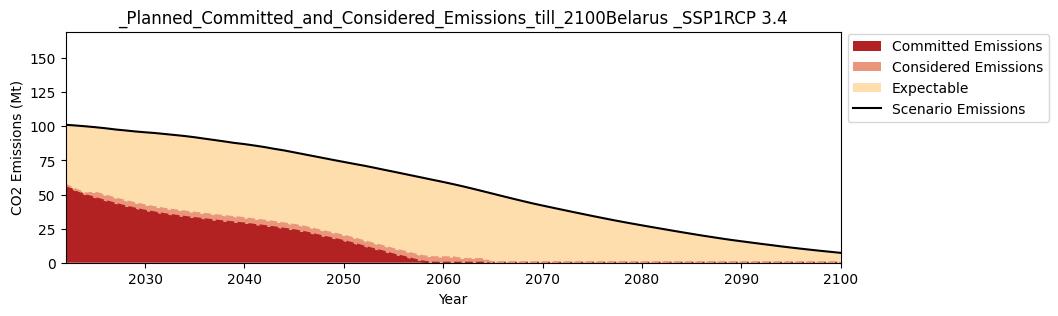 _Planned_Committed_and_Considered_Emissions_till_2100Belarus _SSP1RCP 3.4
CO2 Emissions (Mt)
150
125
100
75
50
25
0
2030 2040 2050 2060 2070 2080 2090 2100
Year
Committed Emissions
Considered Emissions
Expectable
Scenario Emissions